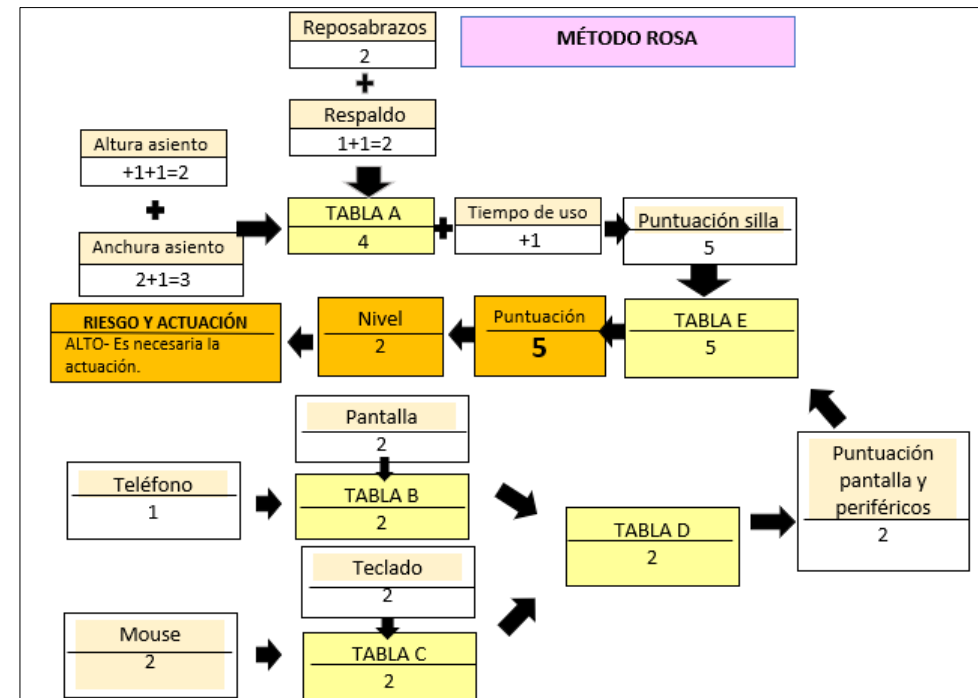 Reposabrazos
2
MÉTODO ROSA
Respaldo
1+1=2
Altura asiento
+1+1=2
Anchura asiento
2+1=3
TABLA A
4
Tiempo de uso
+1
Puntuación silla
5
RIESGO Y ACTUACIÓN
ALTO- Es necesaria la
actuación.
Nivel
2
Puntuación
5
TABLA E
5
Pantalla
2
Teléfono
1
TABLA B
2
Puntuación
pantalla y
periféricos
2
TABLA D
2
Teclado
2
Mouse
2
TABLA C
2